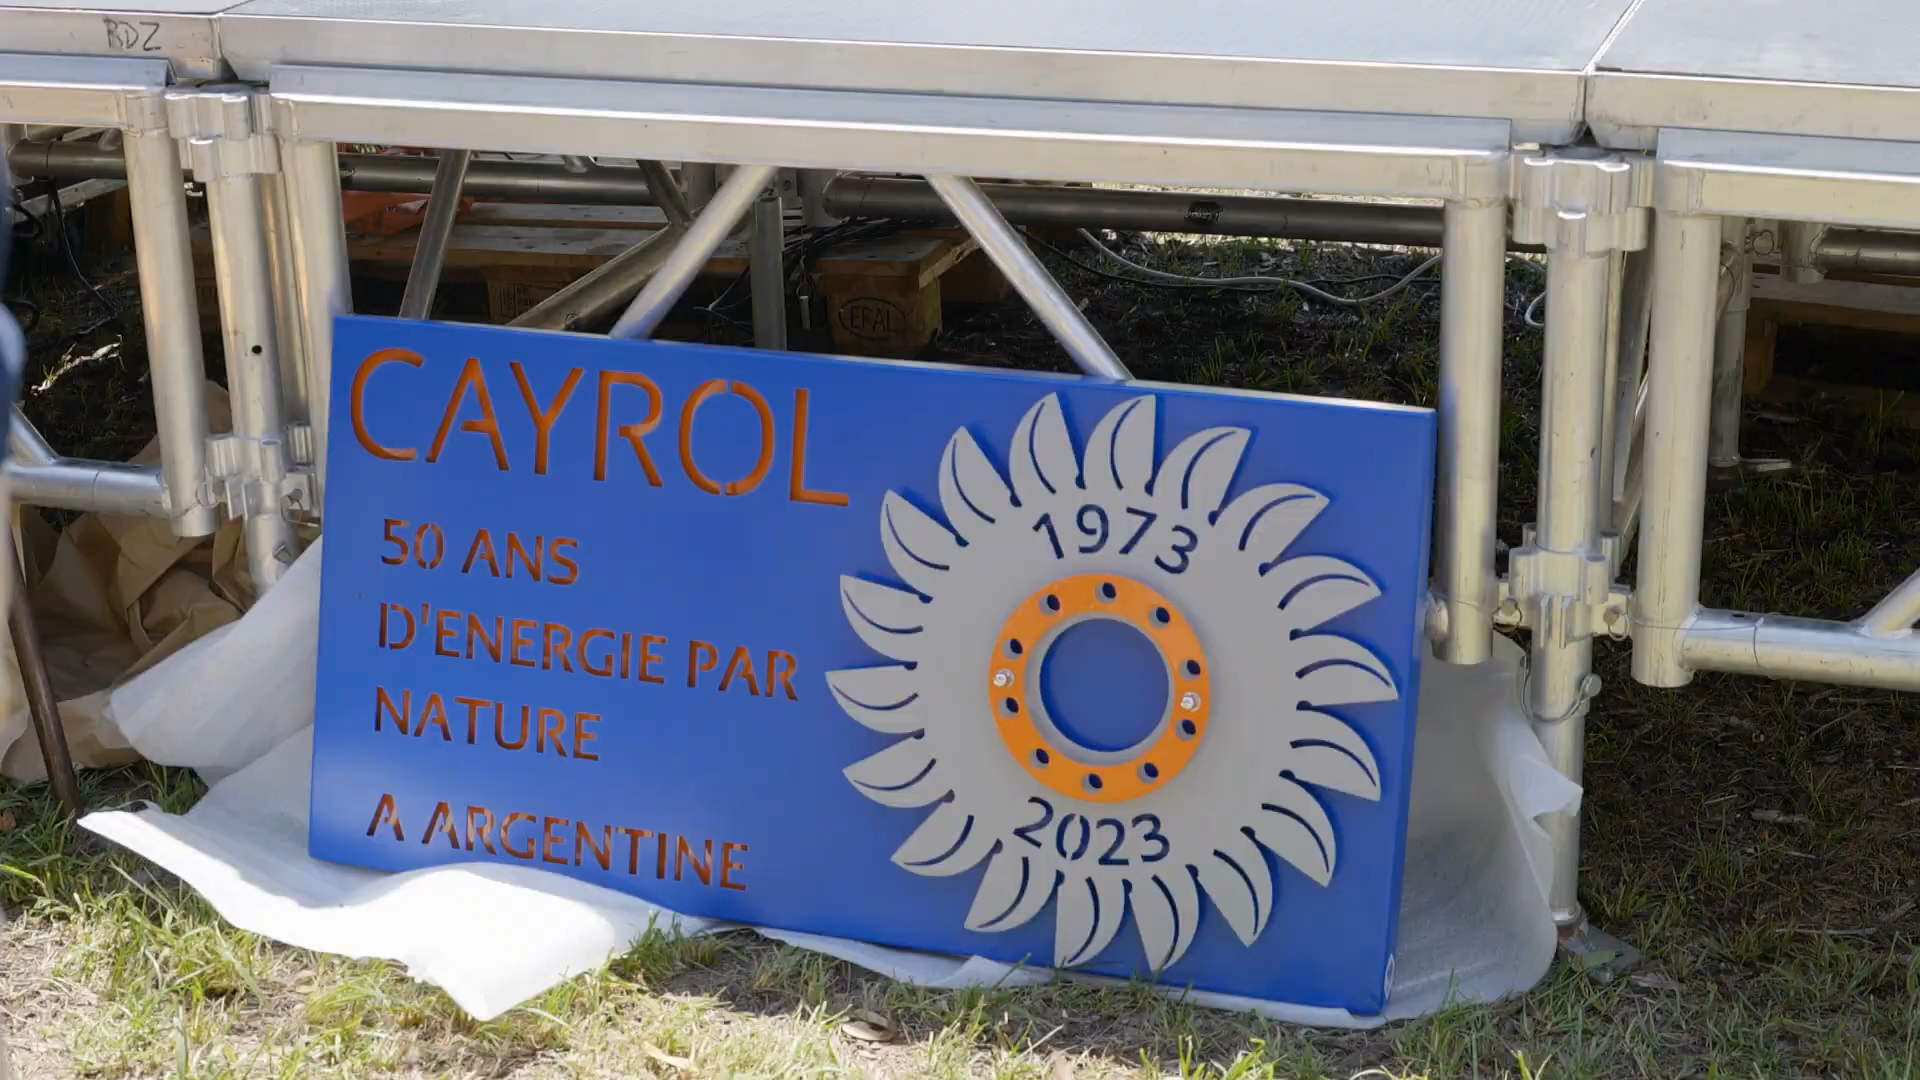 RDZ
EPAL
CAYROL
50 ANS
D'ENERGIE PAR
NATURE
A ARGENTINE
1973
2023